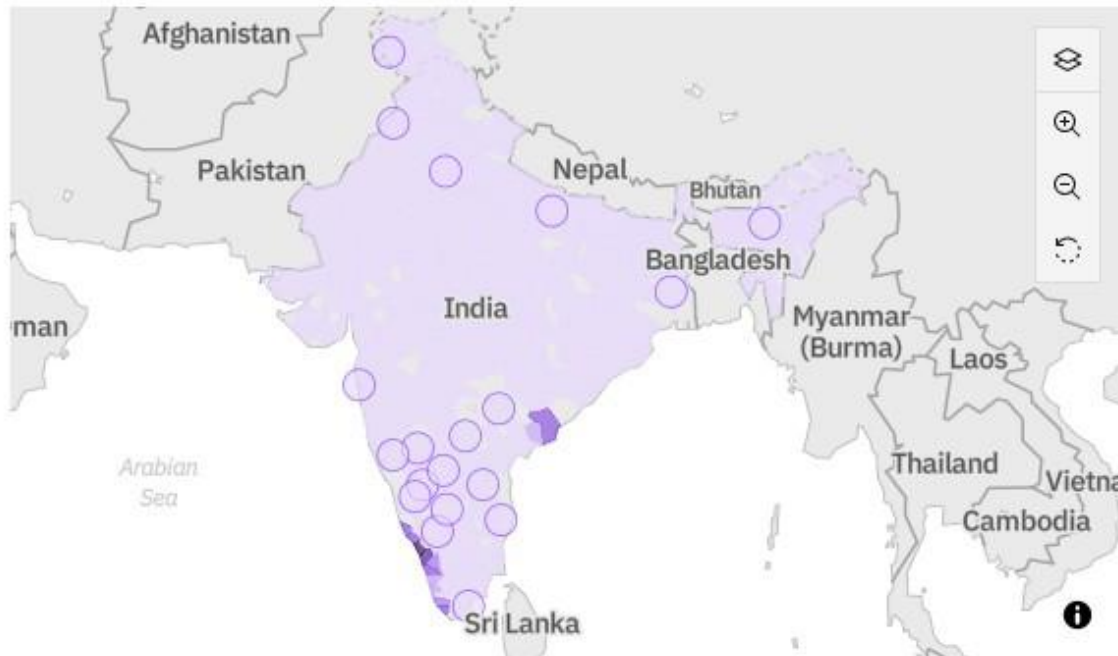 Afghanistan
Pakistan
Nepal
Bhutan
Bangladesh
India
man
Myanmar
(Burma)
Laos
Arabian
Sea
Thailand
Vietna
Cambodia
Sri Lanka